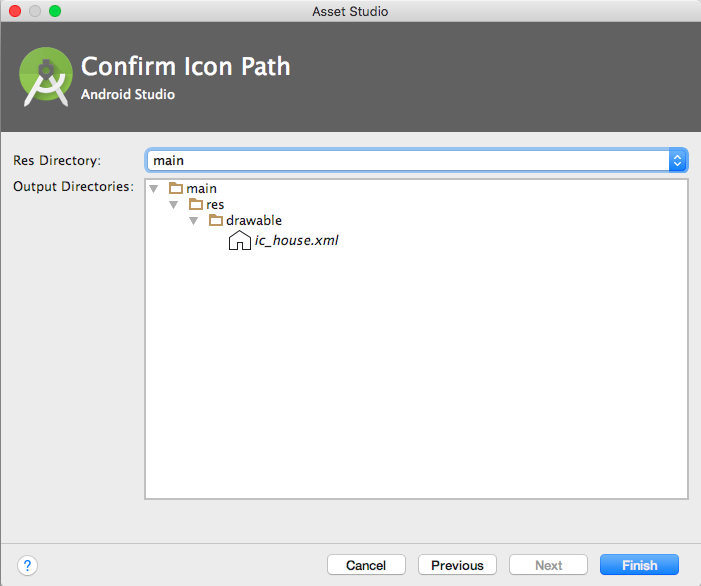 Asset Studio
Confirm Icon Path
Android Studio
Res Directory: main
Output Directories: main
res
drawable
ic_house.xml
? Cancel Previous Next Finish